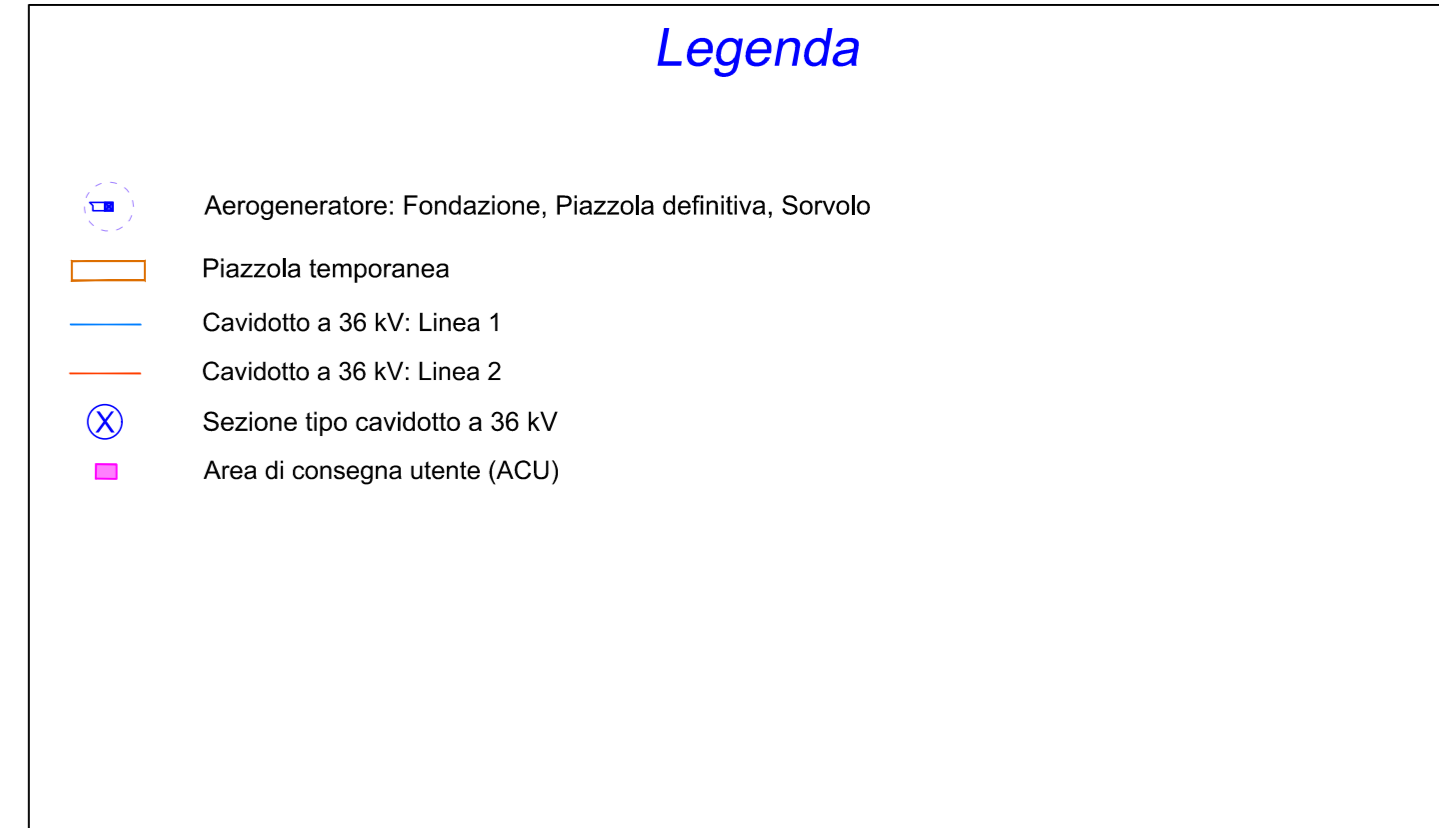 Legenda
Aerogeneratore: Fondazione, Piazzola definitiva, Sorvolo
Piazzola temporanea
Cavidotto a 36 kV: Linea 1
Cavidotto a 36 kV: Linea 2
X Sezione tipo cavidotto a 36 kV
Area di consegna utente (ACU)